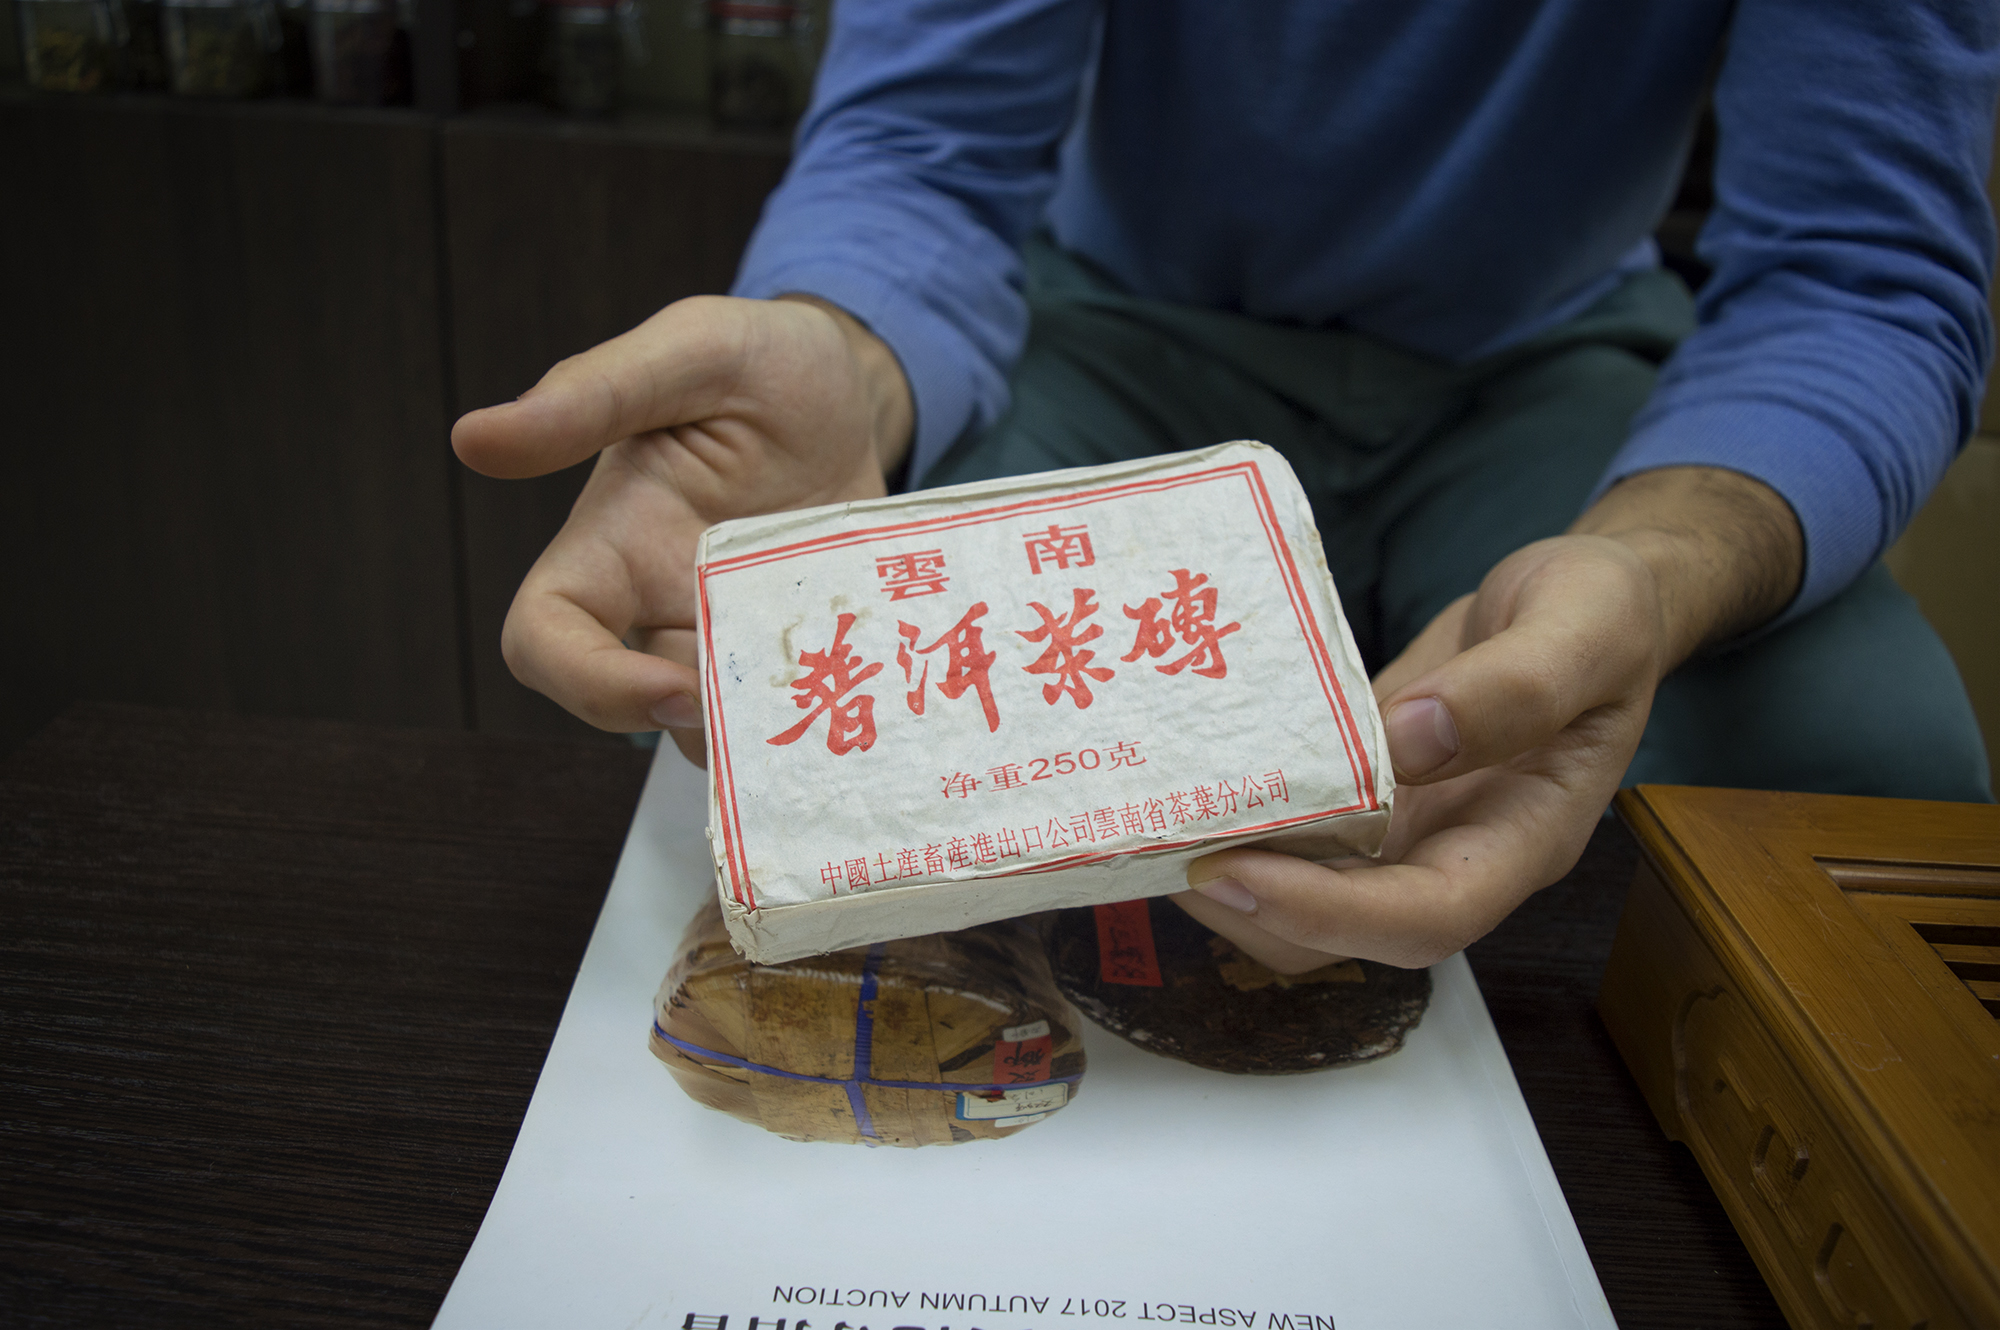 雲南
普洱茶磚
净重250克
中國土産畜産進出口公司雲南省茶葉分公司
NEW ASPECT 2017 AUTUMN AUCTION